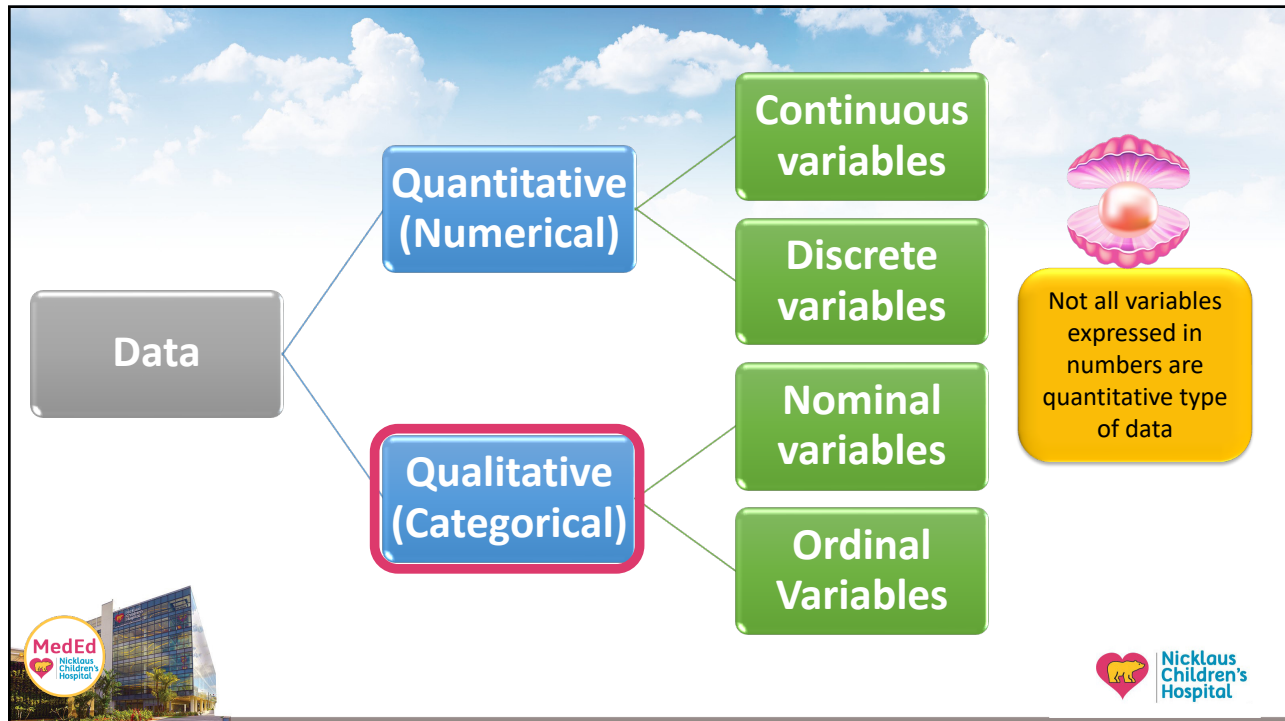 Data
Quantitative
(Numerical)
Qualitative
(Categorical)
Continuous
variables
Discrete
variables
Nominal
variables
Ordinal
Variables
Not all variables
expressed in
numbers are
quantitative type
of data
MedEd
Nicklaus
Children's
Hospital
Nicklaus
Children's
Hospital